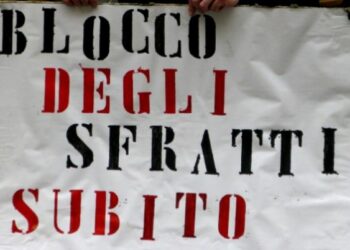 BLOCCO
DEGLI
SFRATTI
SUBITO